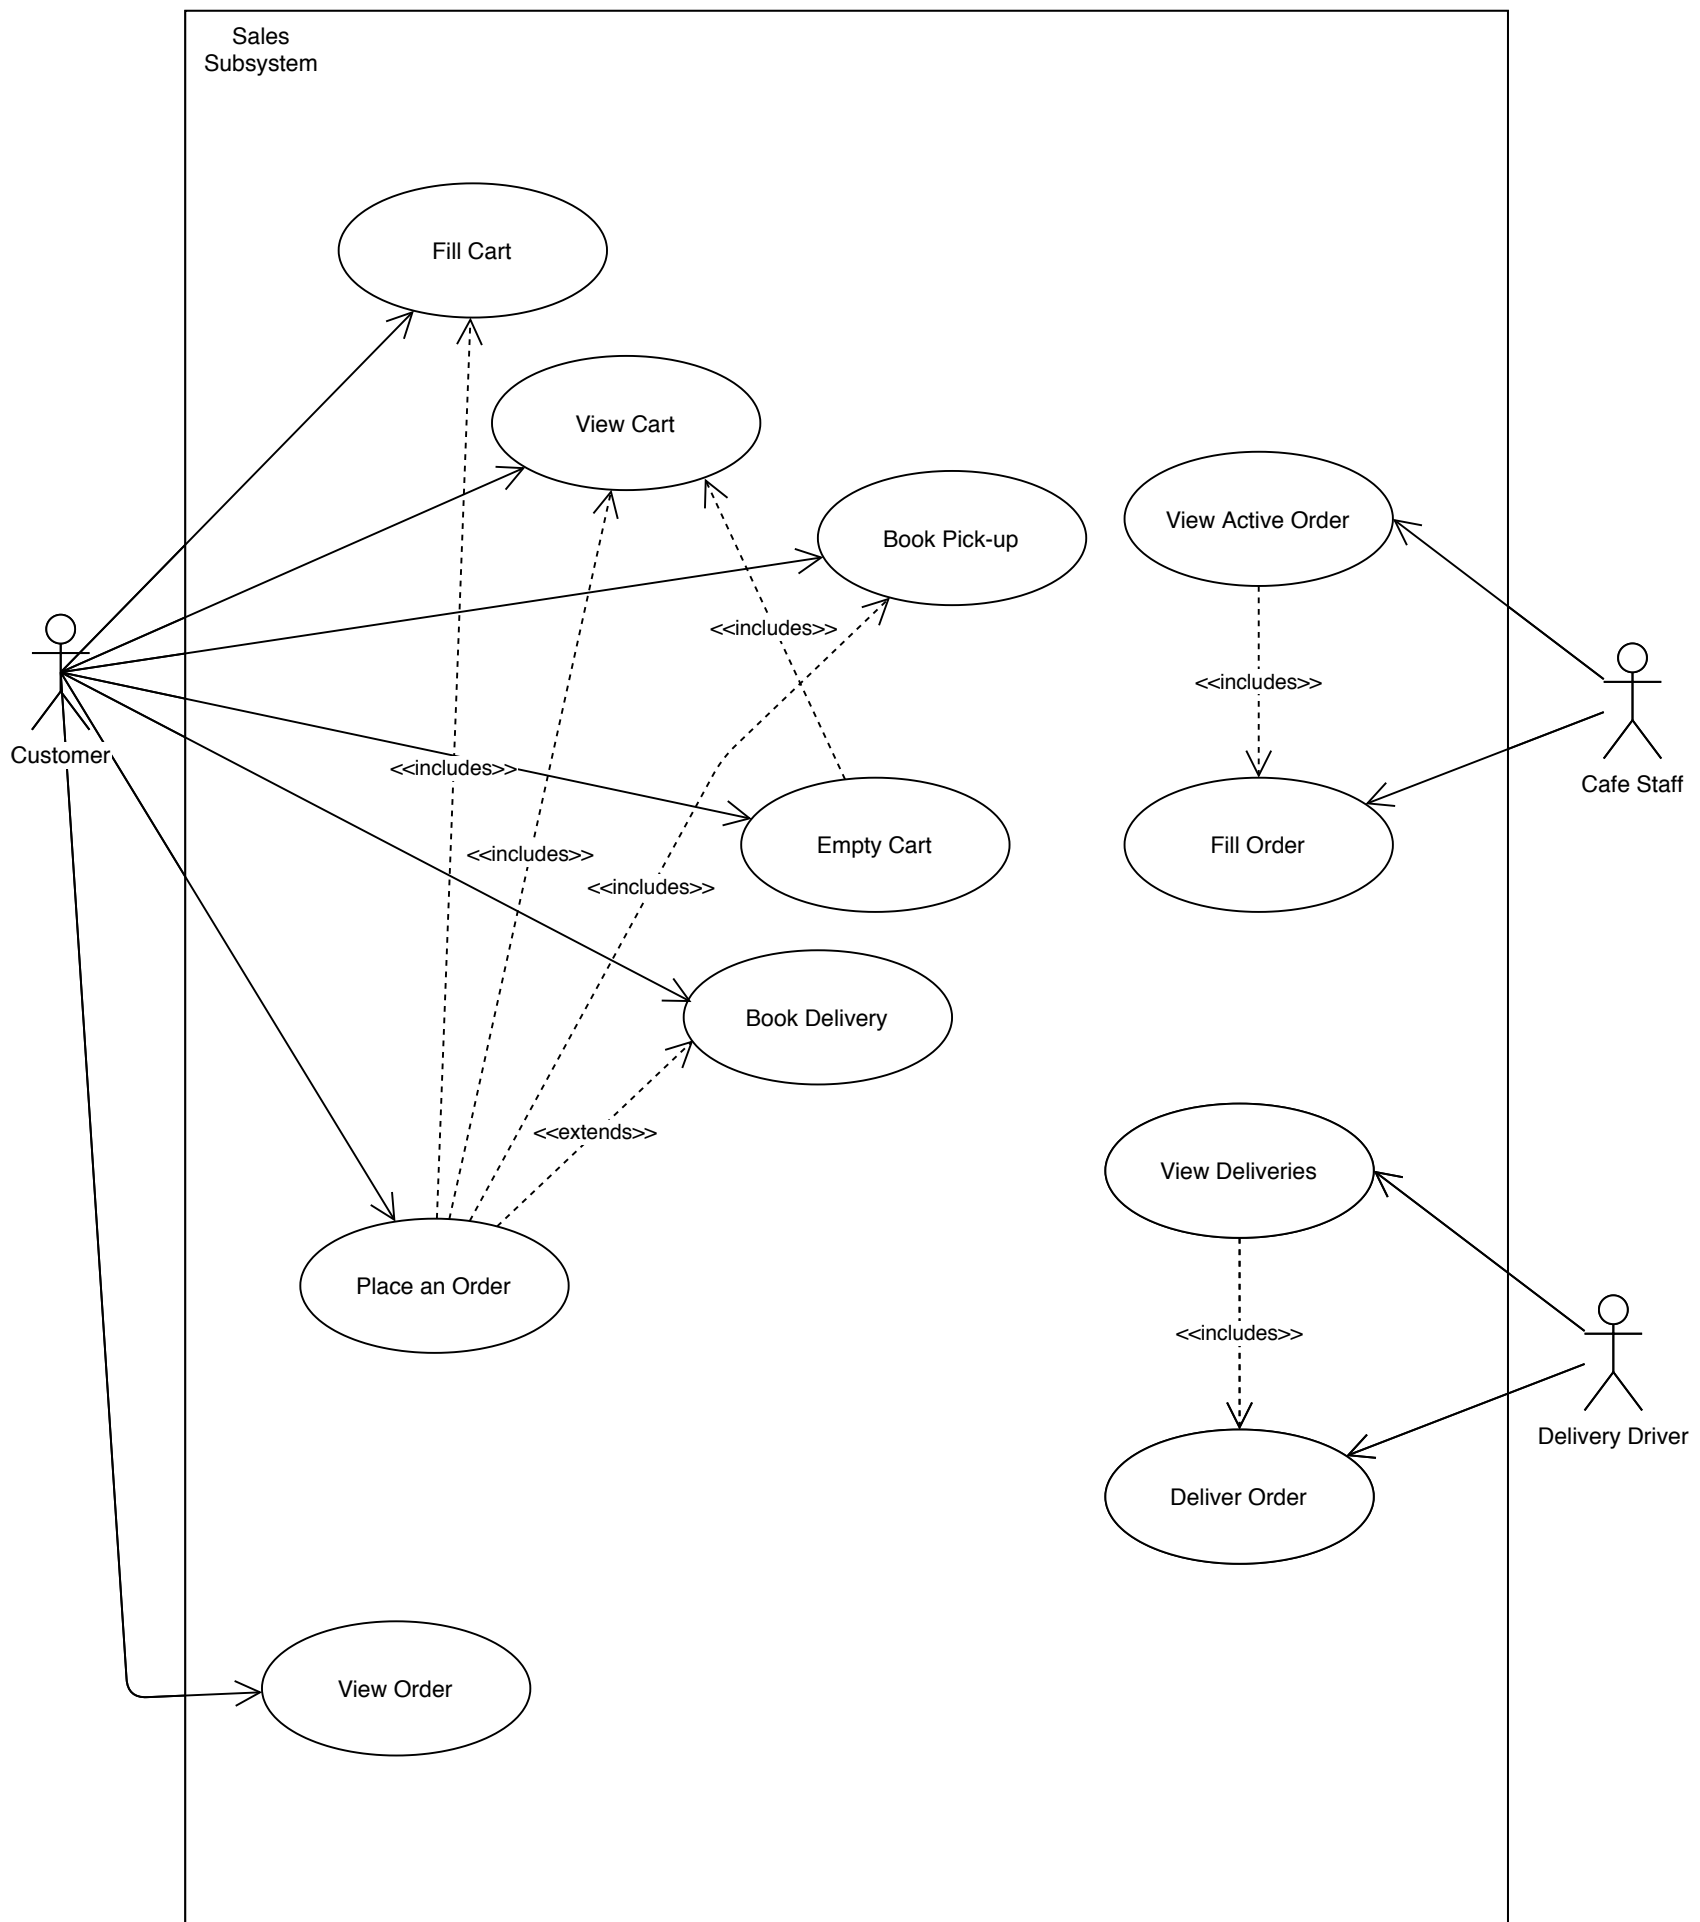 Sales
Subsystem
Fill Cart
View Cart
View Active Order
Book Pick-up
<<includes>>
<<includes>>
Customer
<<includes>>
Cafe Staff
Empty Cart
Fill Order
<<includes>>
<<includes>>
Book Delivery
<<extends>>
View Deliveries
Place an Order
<<includes>>
Delivery Driver
Deliver Order
View Order